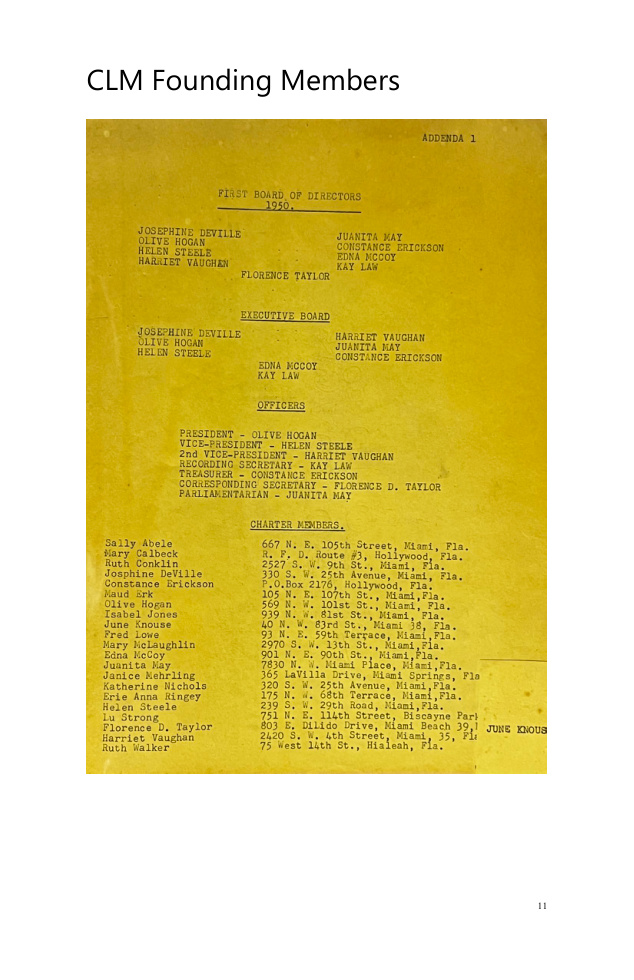 CLM Founding Members
ADDENDA 1
FIRST BOARD OF DIRECTORS
1950.
JOSEPHINE DEVILLE
OLIVE HOGAN
HELEN STEELE
HARRIET VAUGHAN
JUANITA MAY
CONSTANCE ERICKSON
EDNA MCCOY
KAY LAW
FLORENCE TAYLOR
EXECUTIVE BOARD
JOSEPHINE DEVILLE
OLIVE HOGAN
HELEN STEELE
HARRIET VAUGHAN
JUANITA MAY
CONSTANCE ERICKSON
EDNA MCCOY
KAY LAW
OFFICERS
PRESIDENT - OLIVE HOGAN
VICE-PRESIDENT - HELEN STEELE
2nd VICE-PRESIDENT - HARRIET VAUGHAN
RECORDING SECRETARY - KAY LAW
TREASURER - CONSTANCE ERICKSON
CORRESPONDING SECRETARY - FLORENCE D. TAYLOR
PARLIAMENTARIAN - JUANITA MAY
CHARTER MEMBERS.
Sally Abele 667 N. E. 105th Street, Miami, Fla.
Mary Calbeck R. F. D. Route #3, Hollywood, Fla.
Ruth Conklin 2527 S. W. 9th St., Miami, Fla.
Josphine DeVille 330 S. W. 25th Avenue, Miami, Fla.
Constance Erickson P.O.Box 2176, Hollywood, Fla.
Maud Erk 105 N. E. 107th St., Miami,Fla.
Olive Hogan 569 N. W. 101st St., Miami, Fla.
Isabel Jones 939 N. W. 81st St., Miami, Fla.
June Knouse 40 N. W. 83rd St., Miami 38, Fla.
Fred Lowe 93 N. E. 59th Terrace, Miami, Fla.
Mary McLaughlin 2970 S. W. 13th St., Miami,Fla.
Edna McCoy 901 N. E. 90th St., Miami,Fla.
Juanita May 7830 N. W. Miami Place, Miami,Fla.
Janice Mehrling 365 LaVilla Drive, Miami Springs, Fla
Katherine Nichols 320 S. W. 25th Avenue, Miami,Fla.
Erie Anna Ringey 175 N. W. 68th Terrace, Miami,Fla.
Helen Steele 239 S. W. 29th Road, Miami,Fla.
Lu Strong 751 N. E. 114th Street, Biscayne Park
Florence D. Taylor 803 E. DiLido Drive, Miami Beach 39,
Harriet Vaughan 2420 S. W. 4th Street, Miami, 35, Fla
Ruth Walker 75 West 14th St., Hialeah, Fla.
JUNE KNOUS
11